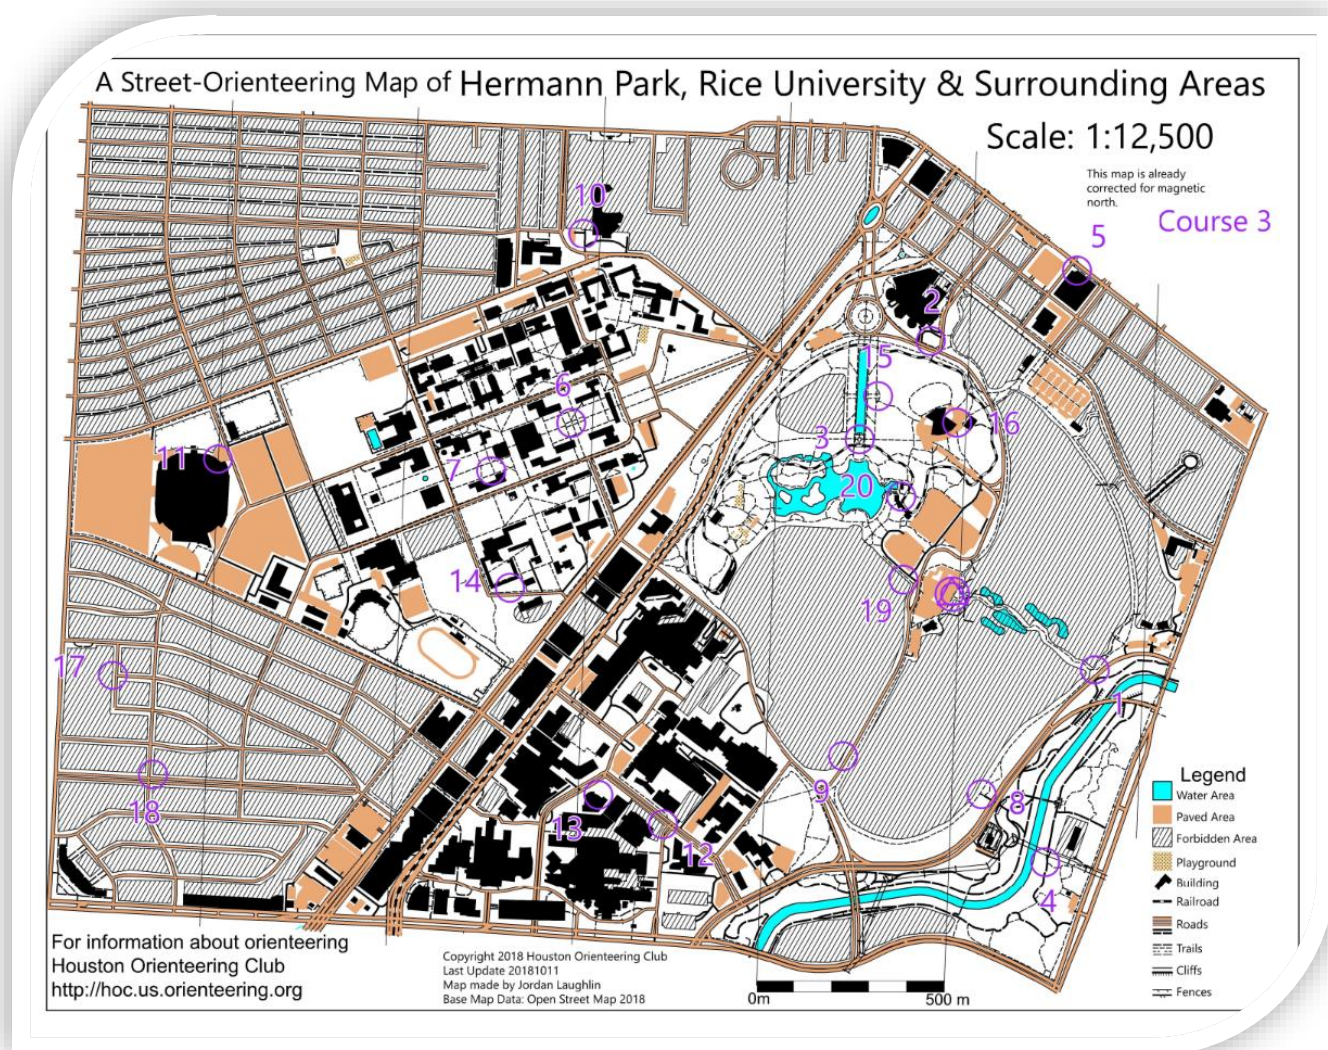 A Street-Orienteering Map of Hermann Park, Rice University & Surrounding Areas
Scale: 1:12,500
This map is already
corrected for magnetic
north.
Course 3
10
5
2
15
6
16
3
11
7
20
14
19
17
1
9
8
18
13
12
4
Legend
Water Area
Paved Area
Forbidden Area
Playground
Building
Railroad
Roads
Trails
Cliffs
Fences
For information about orienteering
Houston Orienteering Club
http://hoc.us.orienteering.org
Copyright 2018 Houston Orienteering Club
Last Update 20181011
Map made by Jordan Laughlin
Base Map Data: Open Street Map 2018
0m 500 m